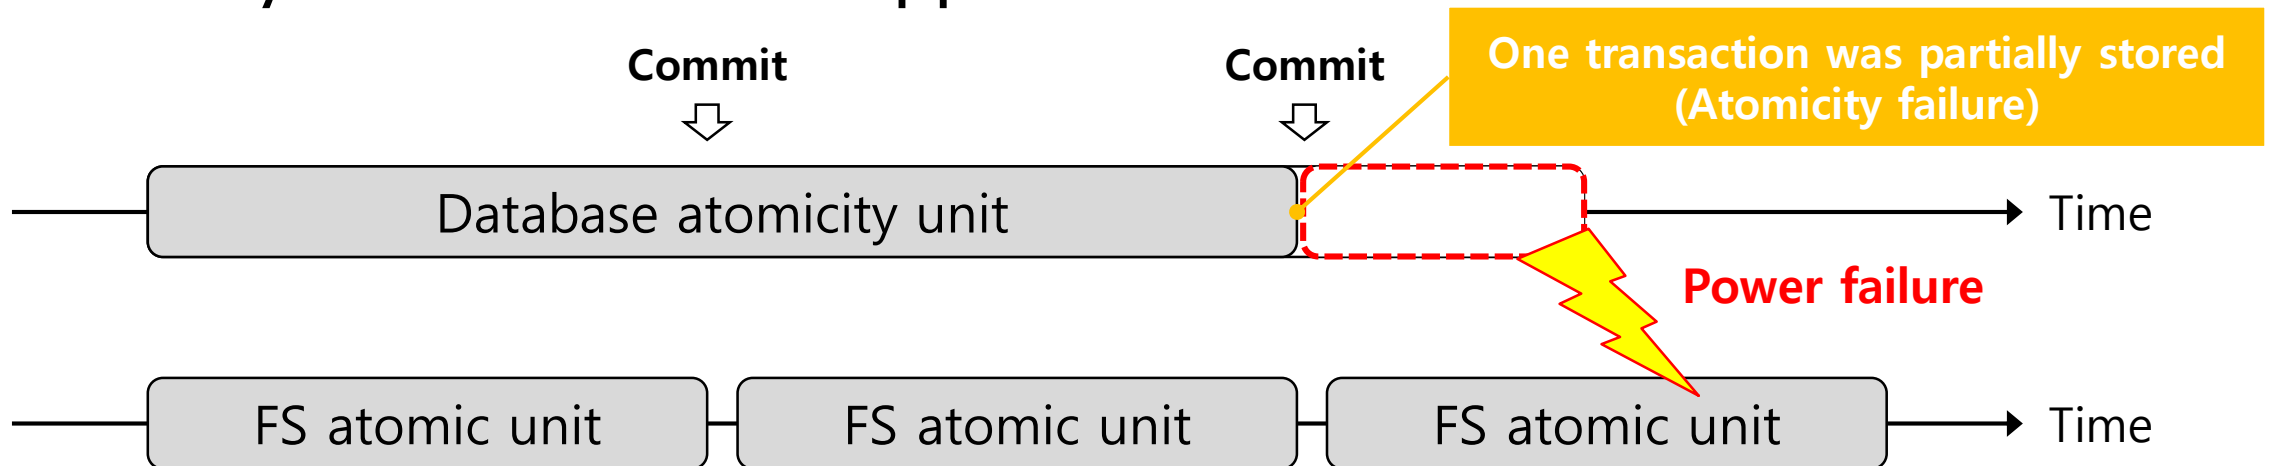 Commit
Commit
One transaction was partially stored
(Atomicity failure)
Database atomicity unit
Time
Power failure
FS atomic unit
FS atomic unit
FS atomic unit
Time